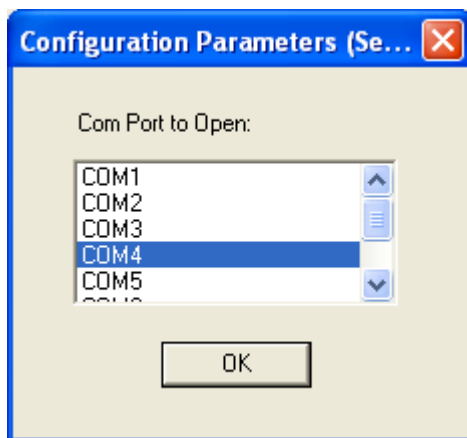 Configuration Parameters (Se...
Com Port to Open:
COM1
COM2
COM3
COM4
COM5
OK